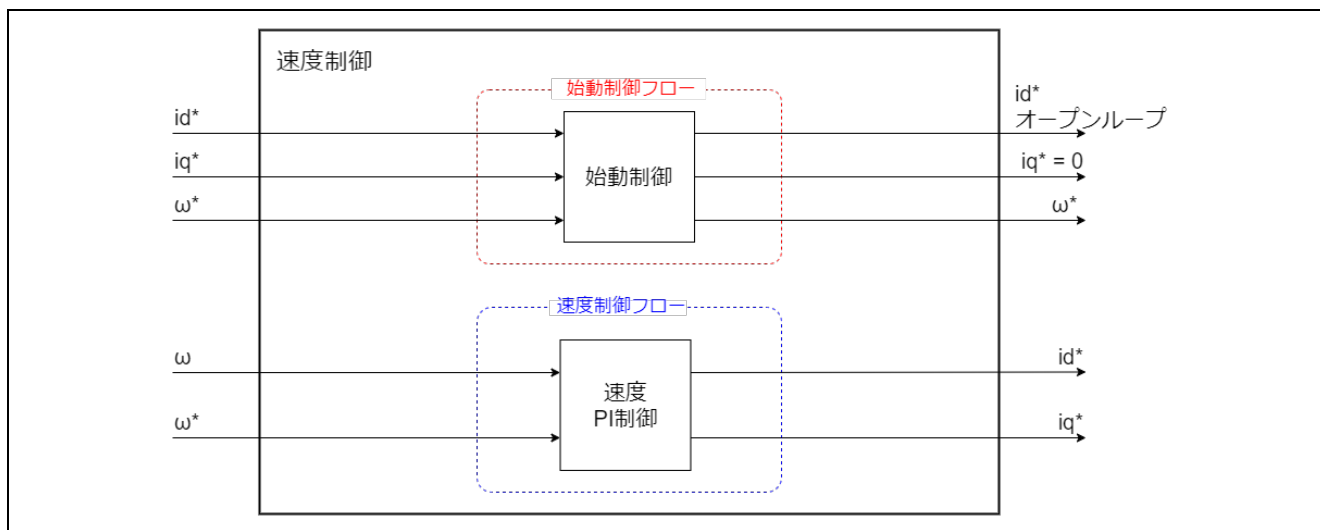 速度制御
始動制御フロー
id*
iq*
ω*
始動制御
id*
オープンループ
iq* = 0
ω*
速度制御フロー
ω
ω*
速度
PI制御
id*
iq*